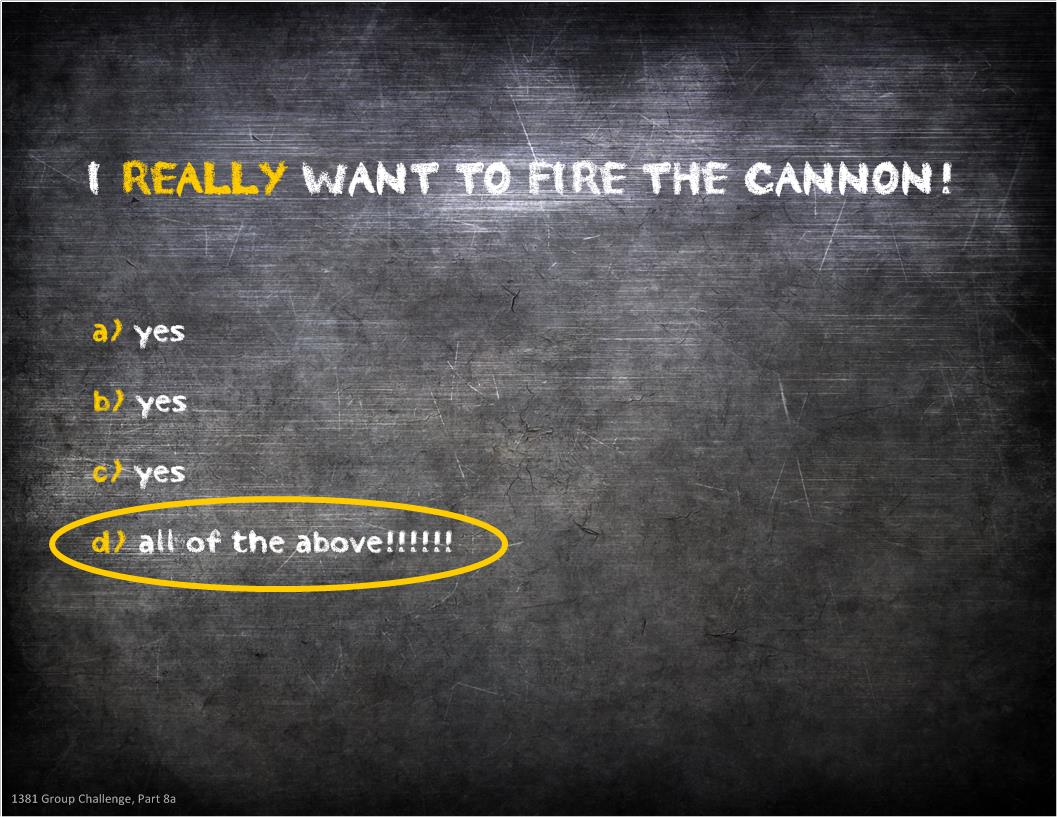 I REALLY WANT TO FIRE THE CANNON!
a) yes
b) yes
c) yes
d) all of the above!!!!!!
1381 Group Challenge, Part 8a